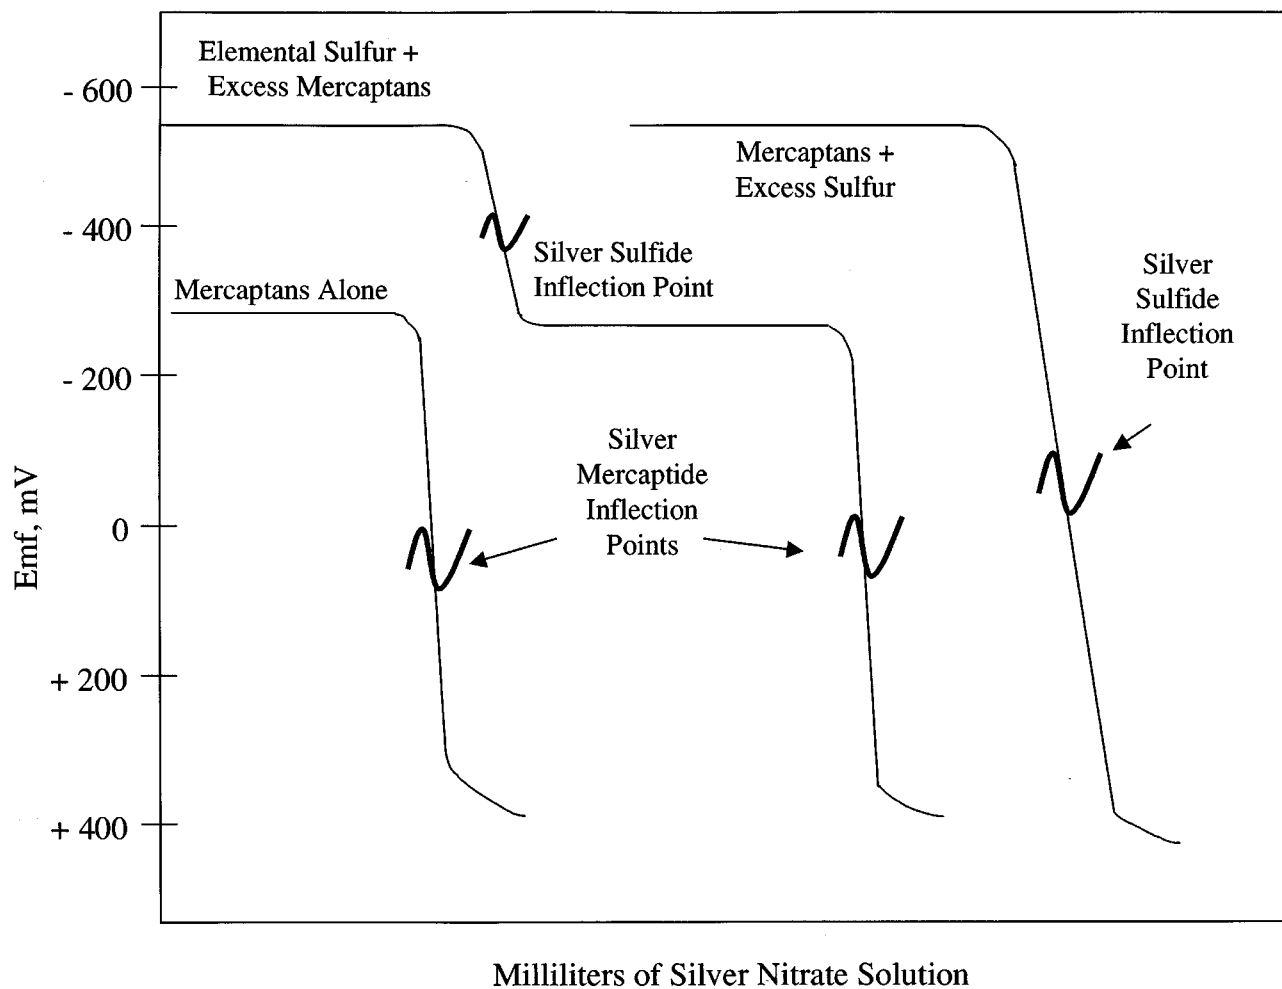 Elemental Sulfur +
Excess Mercaptans
- 600
Mercaptans +
Excess Sulfur
- 400
Silver Sulfide
Inflection Point
Silver
Sulfide
Inflection
Point
Mercaptans Alone
- 200
Silver
Mercaptide
Inflection
Points
Emf, mV
0
+ 200
+ 400
Milliliters of Silver Nitrate Solution